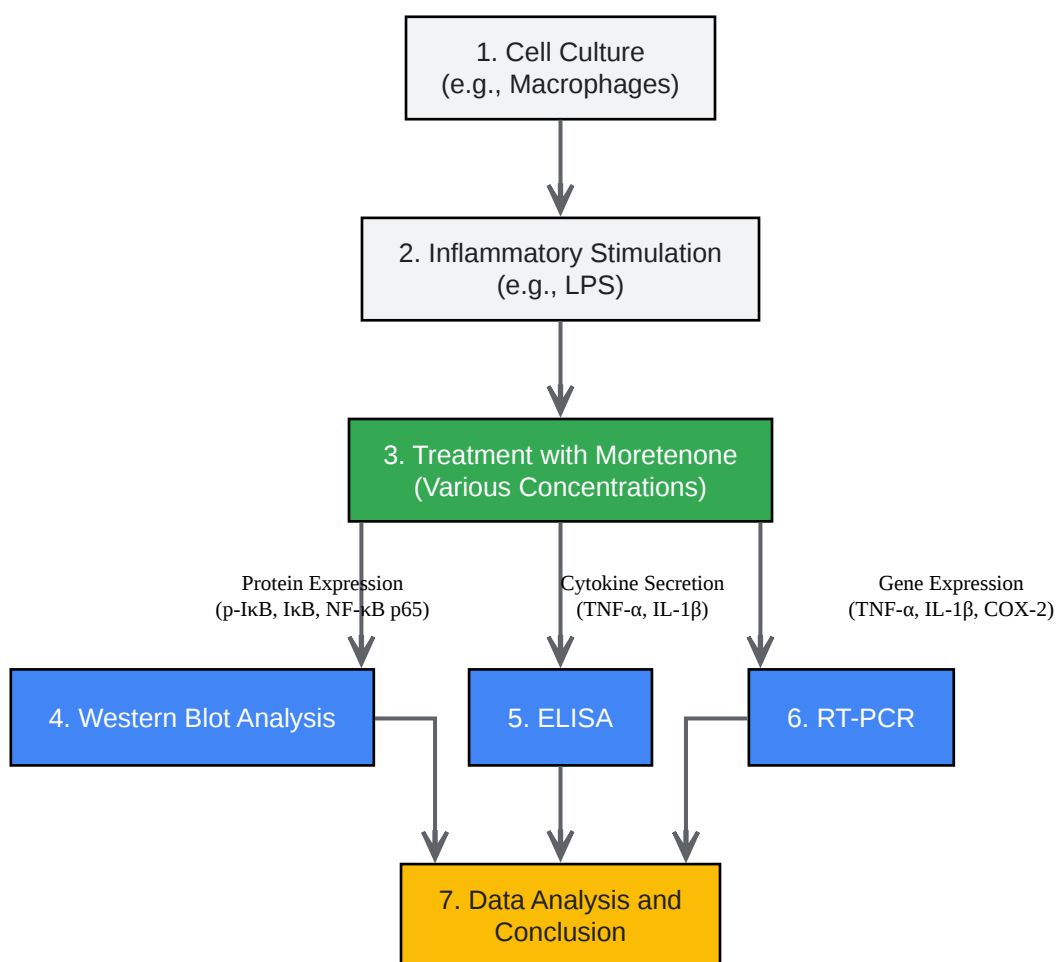 1. Cell Culture
(e.g., Macrophages)
2. Inflammatory Stimulation
(e.g., LPS)
3. Treatment with Moretenone
(Various Concentrations)
Protein Expression
(p-IκB, IκB, NF-κB p65)
Cytokine Secretion
(TNF-α, IL-1β)
Gene Expression
(TNF-α, IL-1β, COX-2)
4. Western Blot Analysis
5. ELISA
6. RT-PCR
7. Data Analysis and
Conclusion